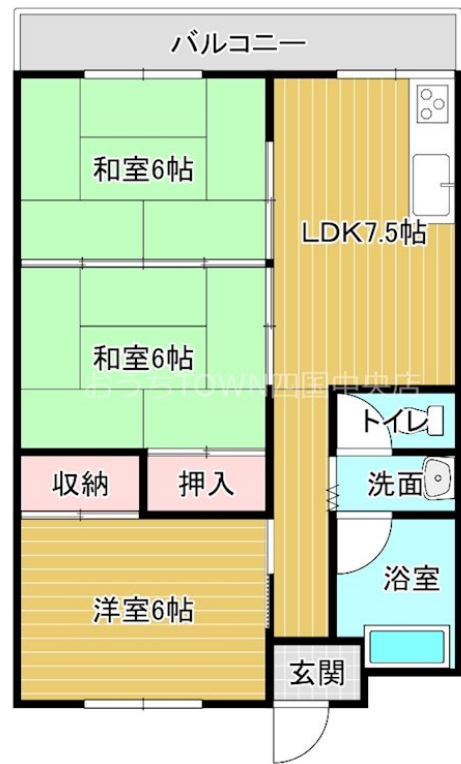 バルコニー
和室6帖
LDK7.5帖
和室6帖
おうちTOWN四国中央店
トイレ
収納
押入
洗面
洋室6帖
浴室
玄関